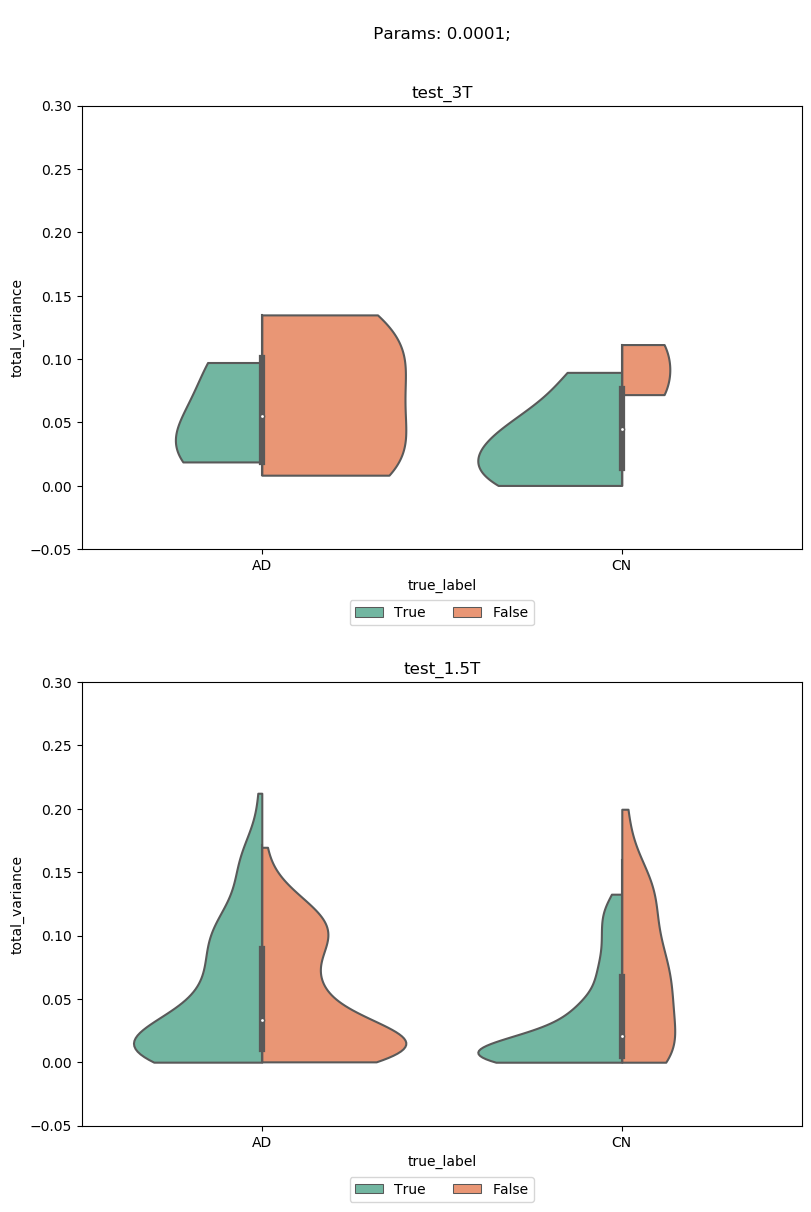 Params: 0.0001;
test_3T
0.30
0.25
0.20
0.15
0.10
0.05
0.00
−0.05
total_variance
AD CN
true_label
True False
test_1.5T
0.30
0.25
0.20
0.15
0.10
0.05
0.00
−0.05
total_variance
AD CN
true_label
True False